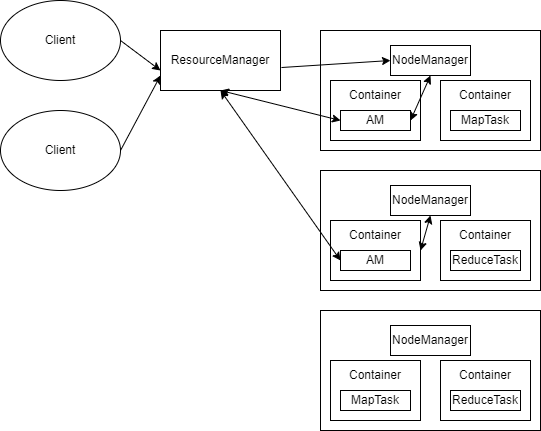 Client
Client
ResourceManager
NodeManager
Container
AM
Container
MapTask
NodeManager
Container
AM
Container
ReduceTask
NodeManager
Container
MapTask
Container
ReduceTask